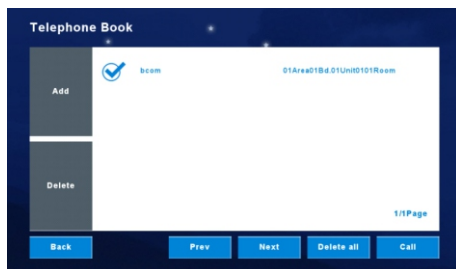 Telephone Book
Add
bcom 01Area01Bd.01Unit0101Room
Delete
1/1Page
Back Prev Next Delete all Call